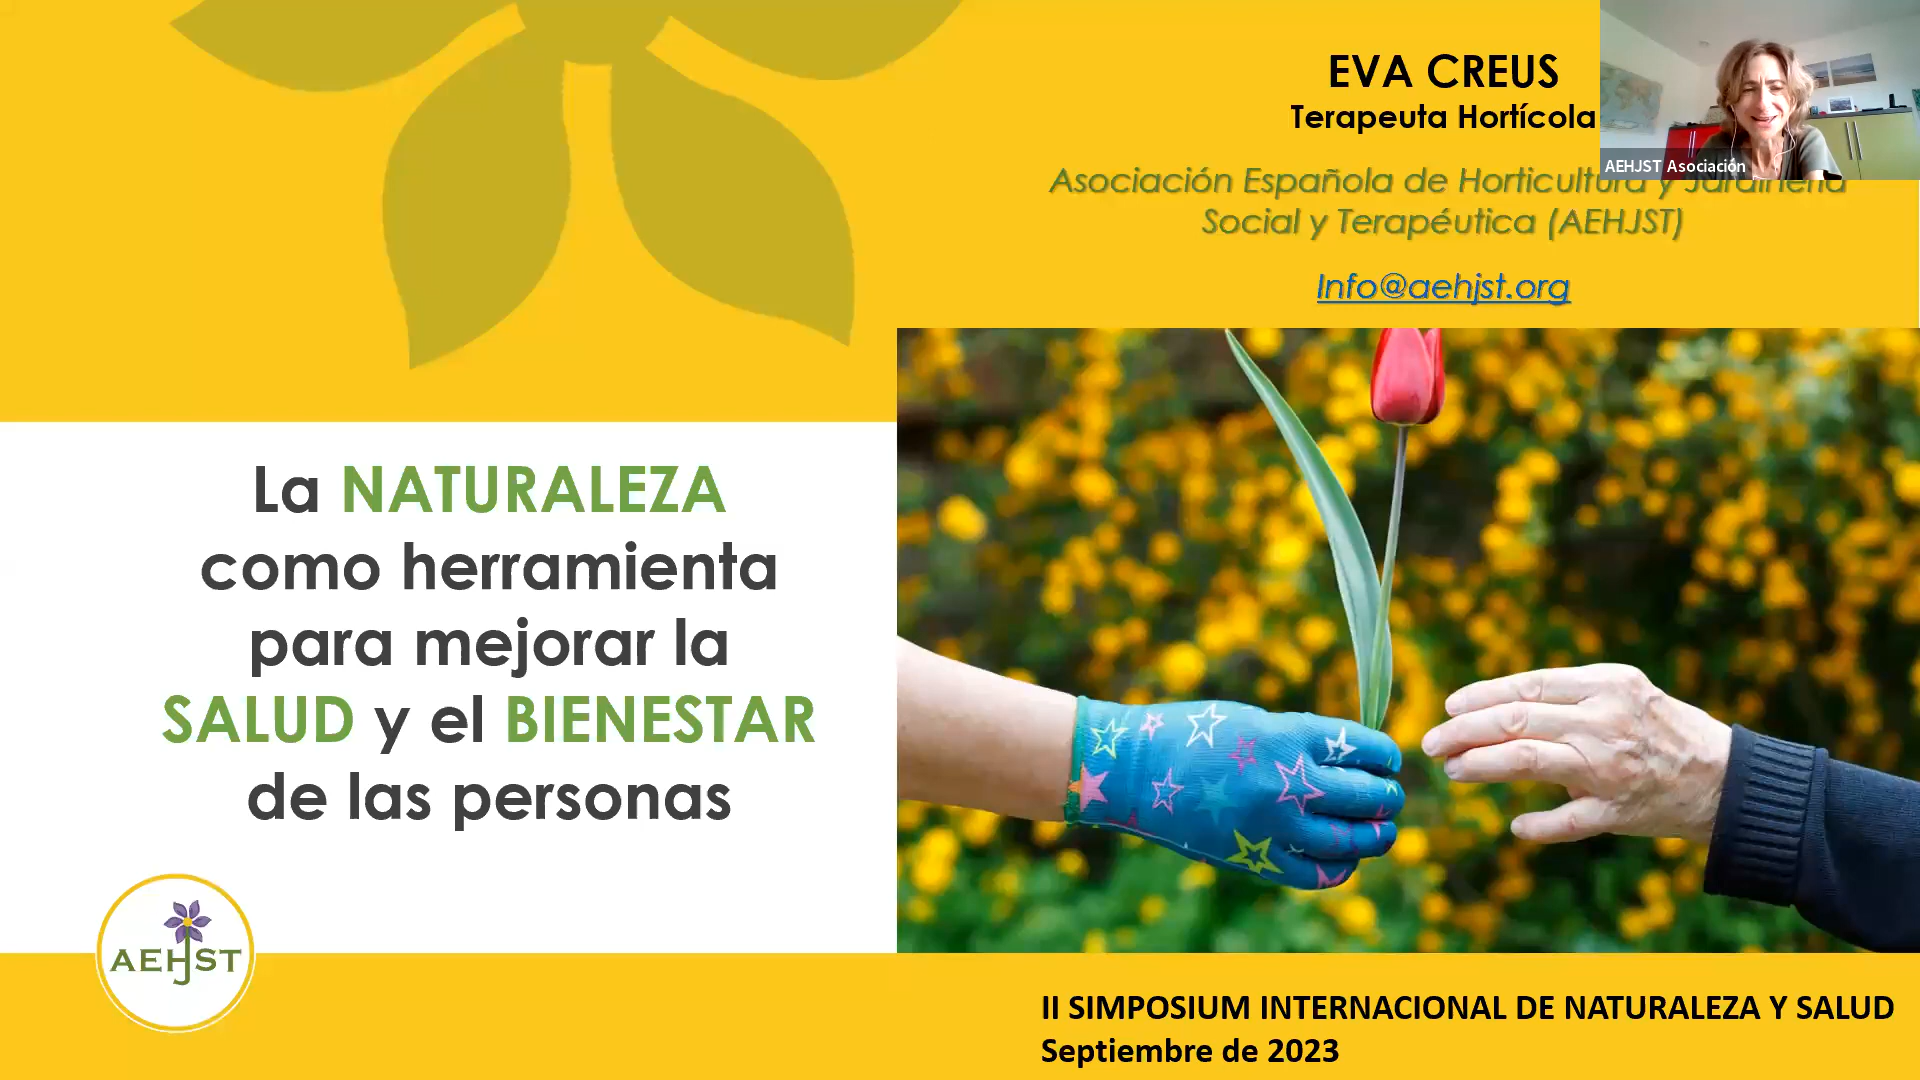 EVA CREUS
Terapeuta Hortícola
AEHJST Asociación
Asociación Española de Horticultura y Jardinería
Social y Terapéutica (AEHJST)
Info@aehjst.org
La NATURALEZA
como herramienta
para mejorar la
SALUD y el BIENESTAR
de las personas
AEHJST
II SIMPOSIUM INTERNACIONAL DE NATURALEZA Y SALUD
Septiembre de 2023